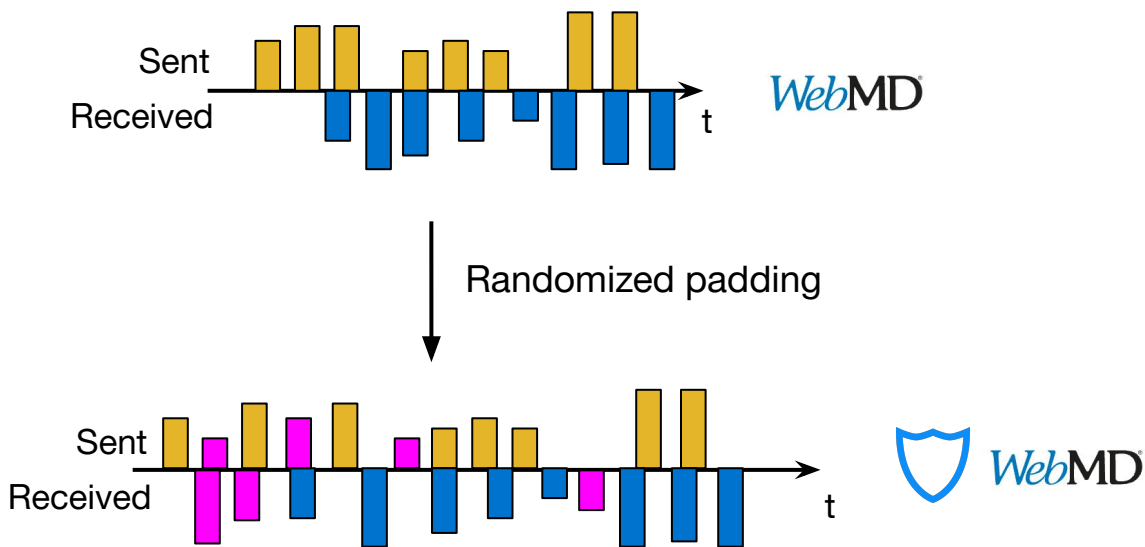 Sent
Received
t
WebMD®
Randomized padding
Sent
Received
t
WebMD®